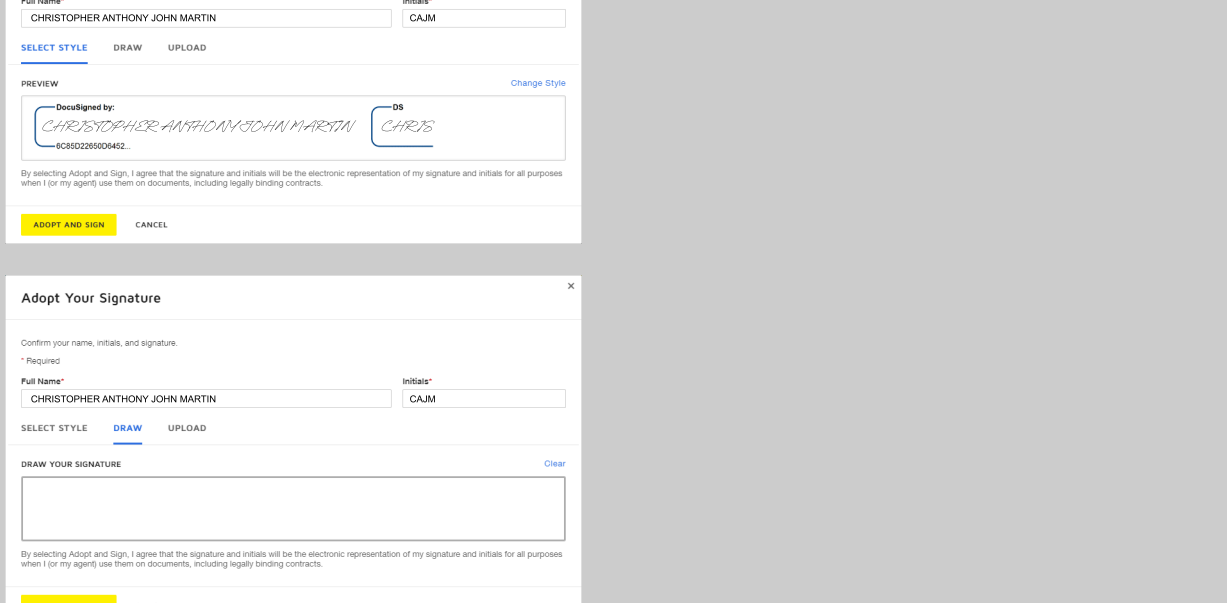 Full Name* Initials*
CHRISTOPHER ANTHONY JOHN MARTIN CAJM
SELECT STYLE DRAW UPLOAD
PREVIEW Change Style
DocuSigned by: DS
CHRISTOPHER ANTHONY JOHN MARTIN CHRIS
6C85D22650D6452...
By selecting Adopt and Sign, I agree that the signature and initials will be the electronic representation of my signature and initials for all purposes
when I (or my agent) use them on documents, including legally binding contracts.
ADOPT AND SIGN CANCEL
×
Adopt Your Signature
Confirm your name, initials, and signature.
* Required
Full Name* Initials*
CHRISTOPHER ANTHONY JOHN MARTIN CAJM
SELECT STYLE DRAW UPLOAD
DRAW YOUR SIGNATURE Clear
By selecting Adopt and Sign, I agree that the signature and initials will be the electronic representation of my signature and initials for all purposes
when I (or my agent) use them on documents, including legally binding contracts.